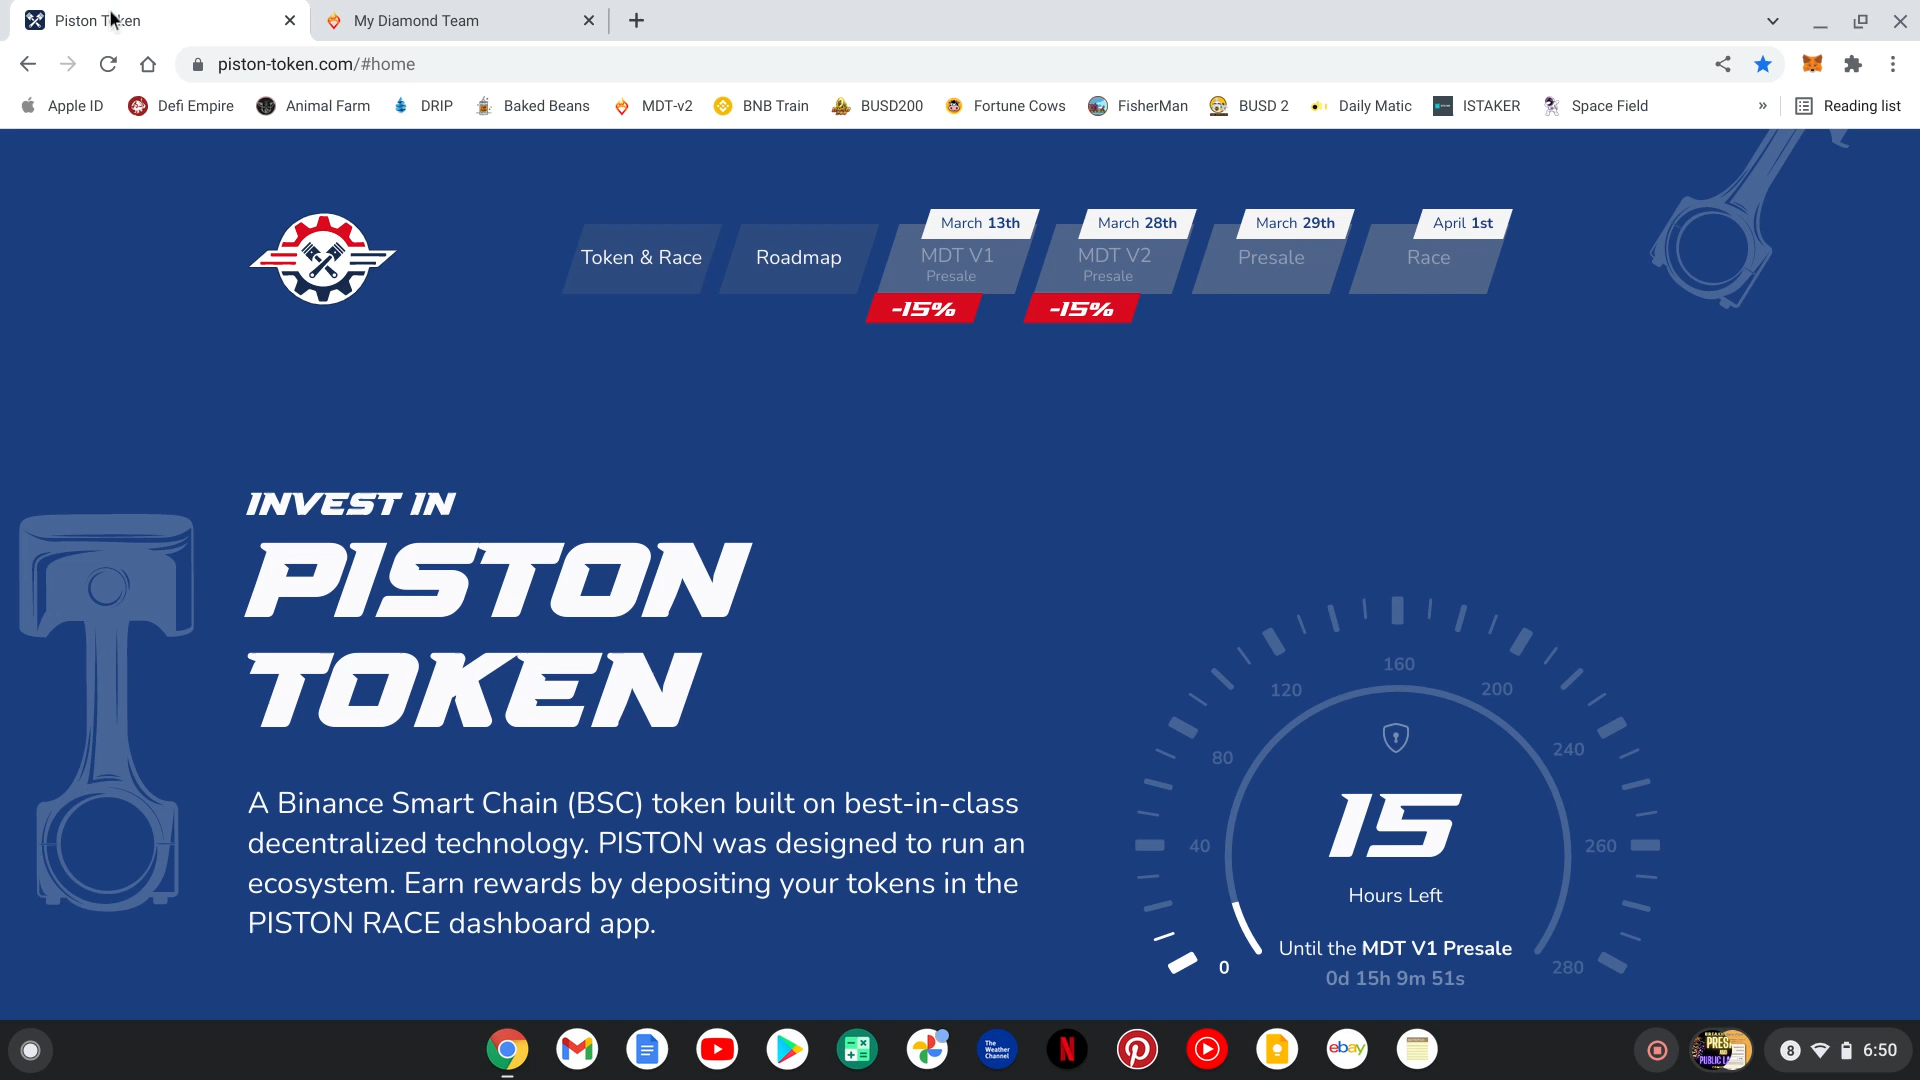 Piston Token
My Diamond Team
piston-token.com/#home
Apple ID
Defi Empire
Animal Farm
DRIP
Baked Beans
MDT-v2
BNB Train
BUSD200
Fortune Cows
FisherMan
BUSD 2
Daily Matic
ISTAKER
Space Field
»
Reading list
March 13th
March 28th
March 29th
April 1st
Token & Race
Roadmap
MDT V1
Presale
MDT V2
Presale
Presale
Race
-15%
-15%
INVEST IN
PISTON
TOKEN
A Binance Smart Chain (BSC) token built on best-in-class
decentralized technology. PISTON was designed to run an
ecosystem. Earn rewards by depositing your tokens in the
PISTON RACE dashboard app.
0
40
80
120
160
200
240
260
280
15
Hours Left
Until the MDT V1 Presale
0d 15h 9m 51s
The
Weather
Channel
N
ebay
8
6:50